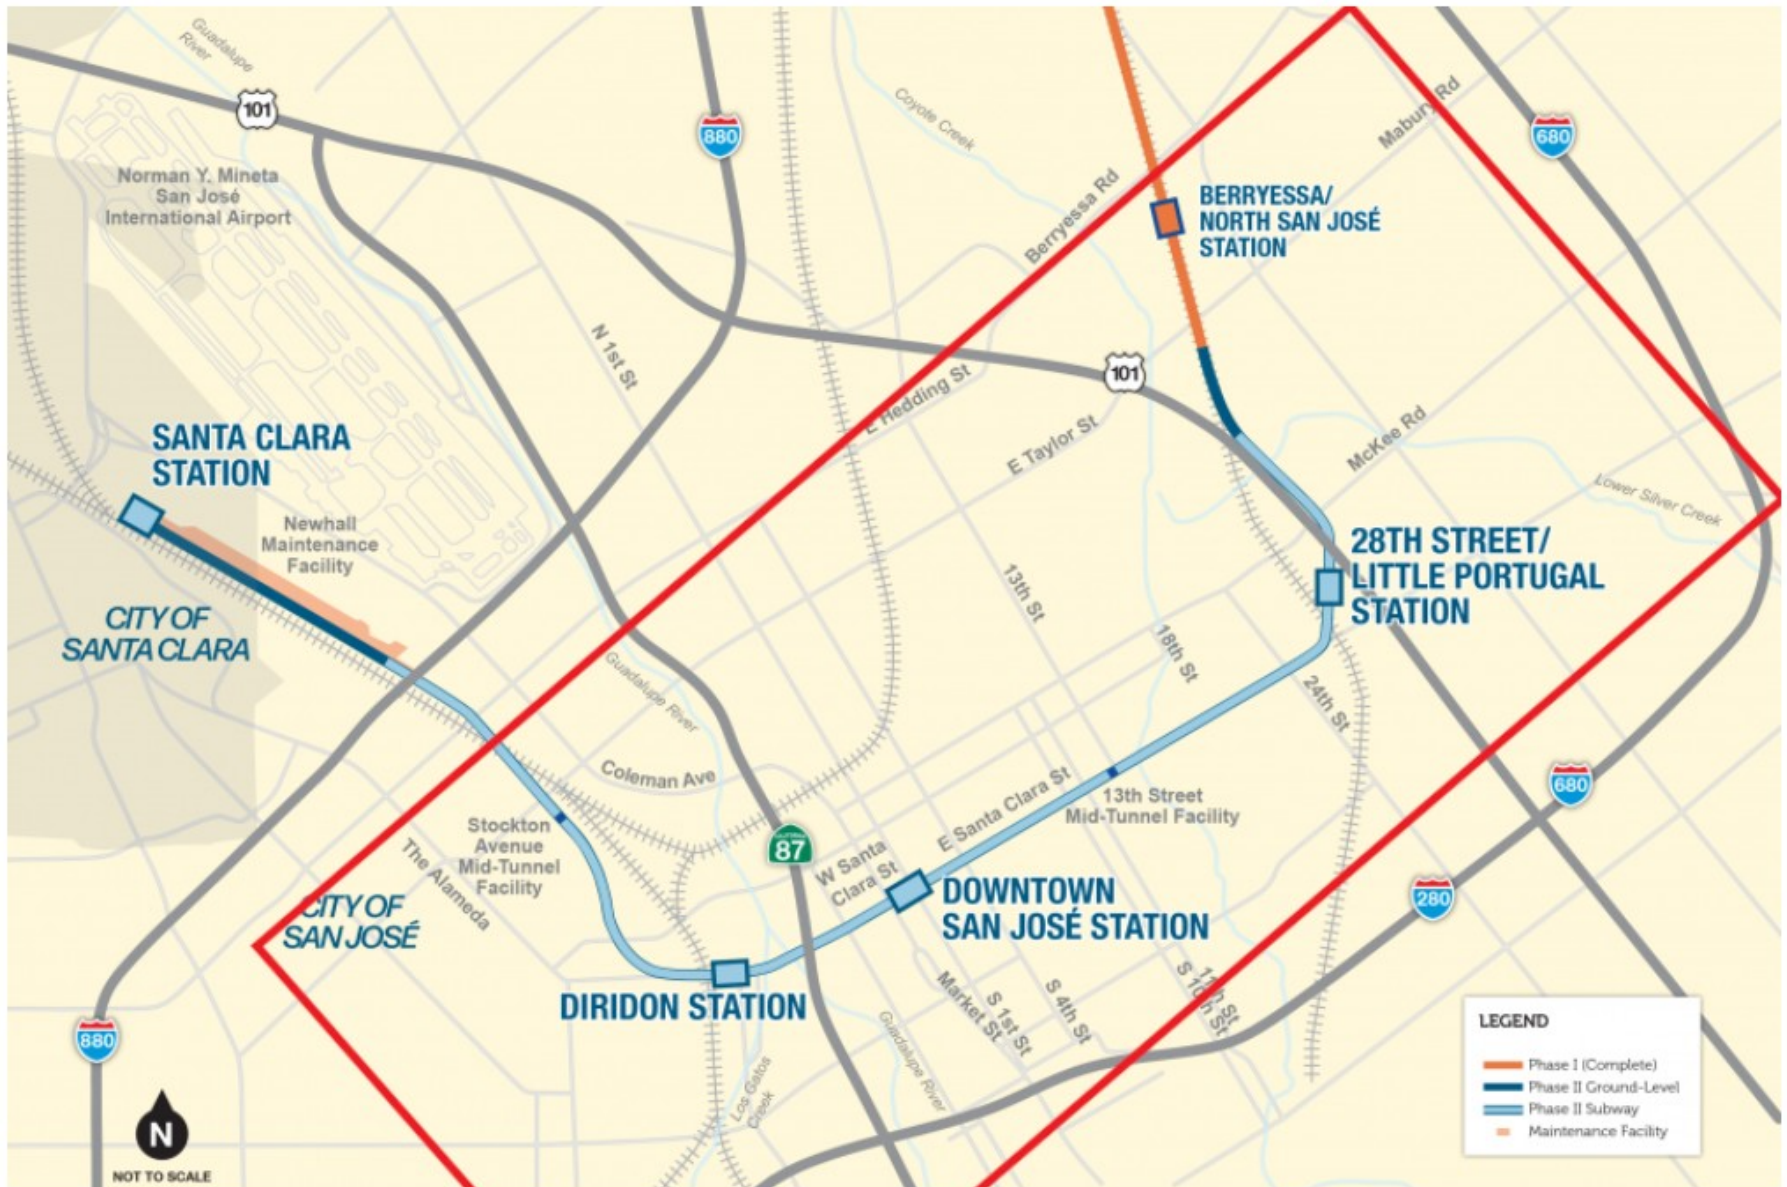 Guadalupe
River
101
880
Coyote Creek
Mabury Rd
680
Norman Y. Mineta
San José
International Airport
Berryessa Rd
BERRYESSA/
NORTH SAN JOSÉ
STATION
N 1st St
101
E Hedding St
E Taylor St
McKee Rd
Lower Silver Creek
SANTA CLARA
STATION
Newhall
Maintenance
Facility
CITY OF
SANTA CLARA
28TH STREET/
LITTLE PORTUGAL
STATION
13th St
18th St
24th St
Guadalupe River
Coleman Ave
680
13th Street
Mid-Tunnel Facility
E Santa Clara St
Stockton
Avenue
Mid-Tunnel
Facility
CALIFORNIA
87
W Santa
Clara St
The Alameda
CITY OF
SAN JOSÉ
DOWNTOWN
SAN JOSÉ STATION
280
DIRIDON STATION
Market St
S 1st St
S 4th St
S 10th St
11th St
880
Guadalupe River
Los Gatos
Creek
N
NOT TO SCALE
LEGEND
Phase I (Complete)
Phase II Ground-Level
Phase II Subway
Maintenance Facility